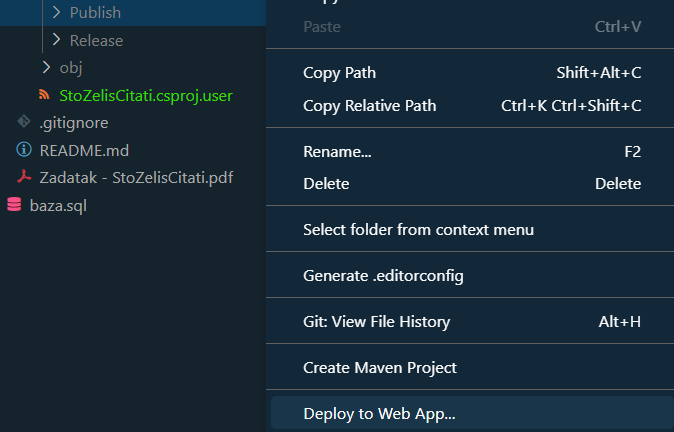 Publish
Release
obj
StoZelisCitati.csproj.user
.gitignore
README.md
Zadatak - StoZelisCitati.pdf
baza.sql
Paste Ctrl+V
Copy Path Shift+Alt+C
Copy Relative Path Ctrl+K Ctrl+Shift+C
Rename... F2
Delete Delete
Select folder from context menu
Generate .editorconfig
Git: View File History Alt+H
Create Maven Project
Deploy to Web App...